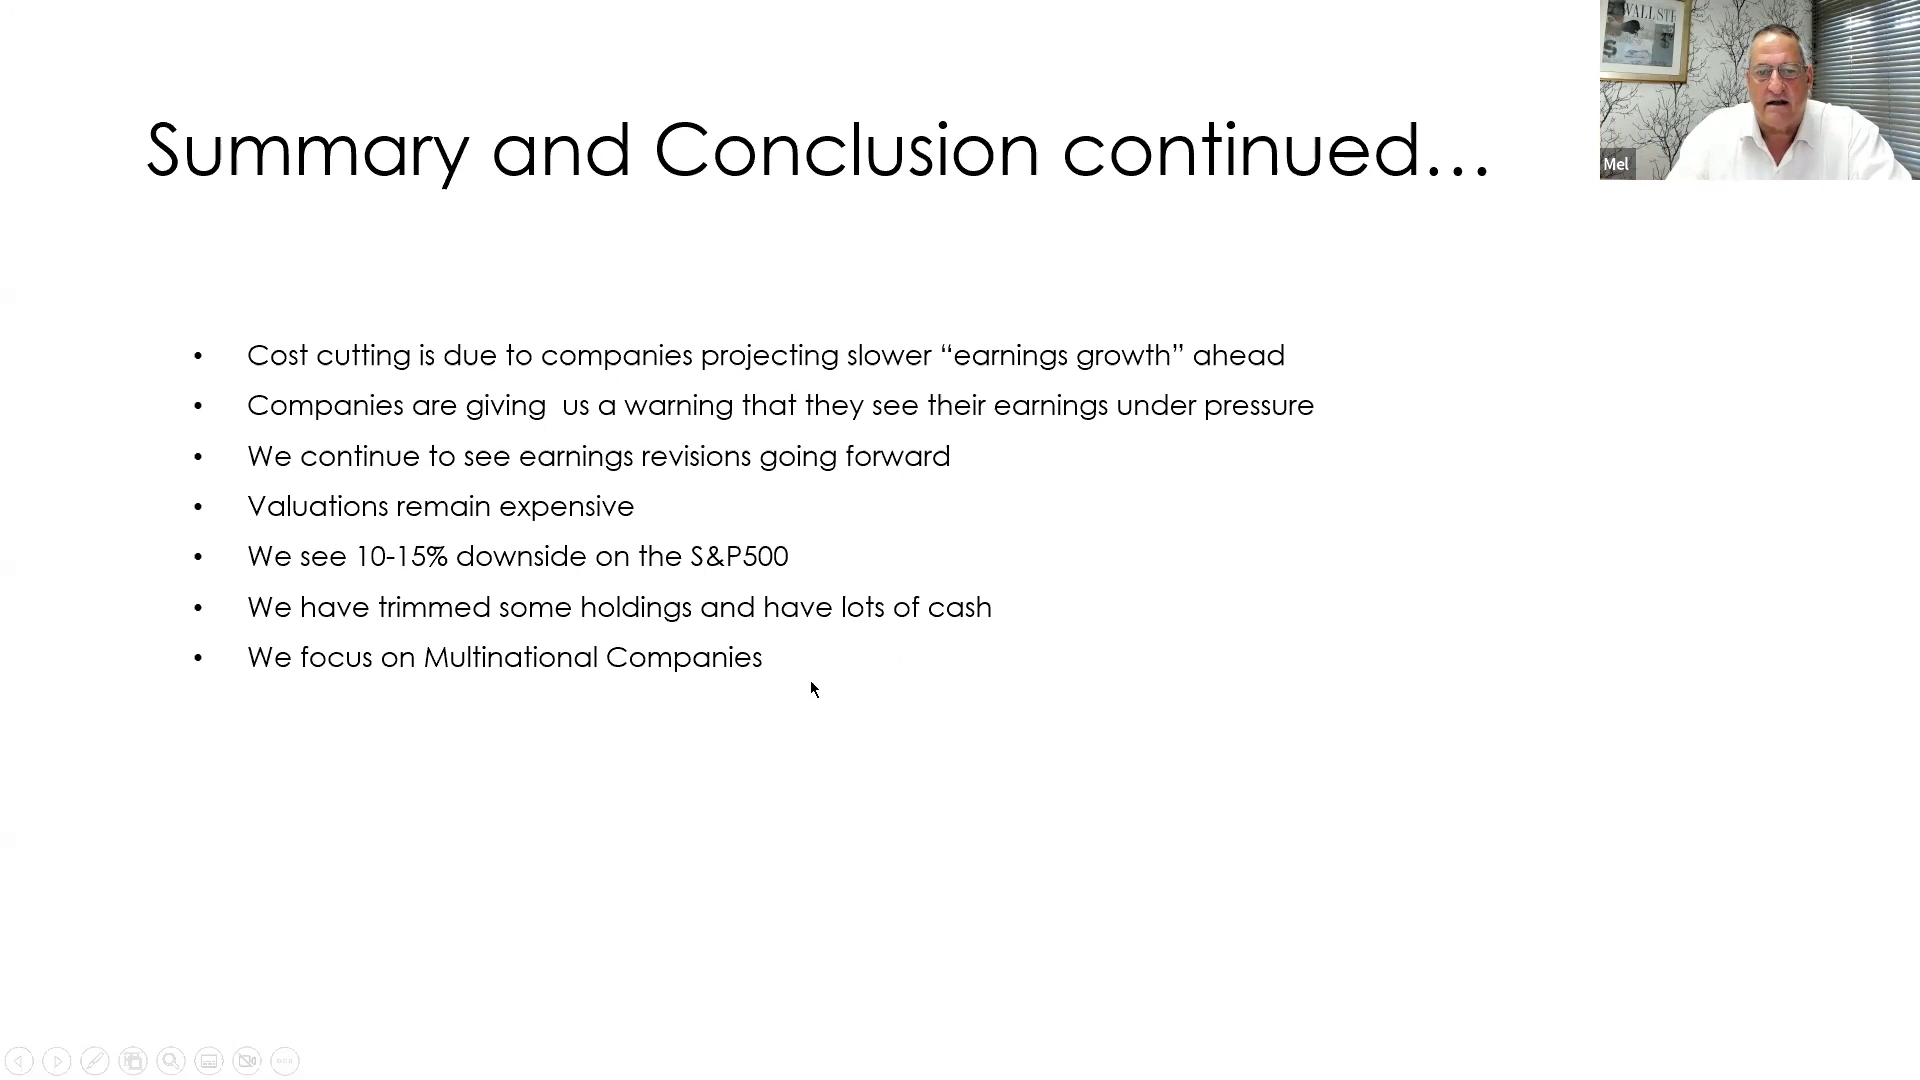 WALL STR
Mel
Summary and Conclusion continued…
• Cost cutting is due to companies projecting slower “earnings growth” ahead
• Companies are giving  us a warning that they see their earnings under pressure
• We continue to see earnings revisions going forward
• Valuations remain expensive
• We see 10-15% downside on the S&P500
• We have trimmed some holdings and have lots of cash
• We focus on Multinational Companies